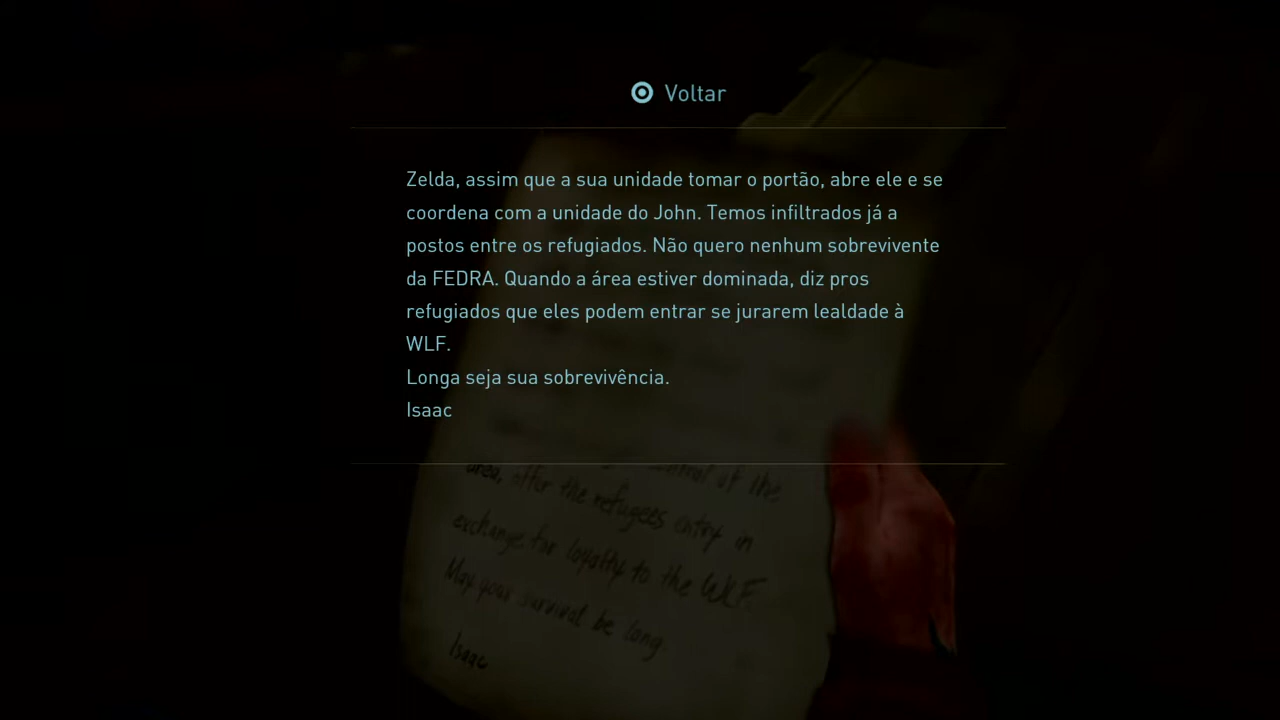 Voltar
Zelda, assim que a sua unidade tomar o portão, abre ele e se
coordena com a unidade do John. Temos infiltrados já a
postos entre os refugiados. Não quero nenhum sobrevivente
da FEDRA. Quando a área estiver dominada, diz pros
refugiados que eles podem entrar se jurarem lealdade à
WLF.
Longa seja sua sobrevivência.
Isaac
control of the
area, offer the refugees entry in
exchange for loyalty to the WLF.
May your survival be long
Isaac